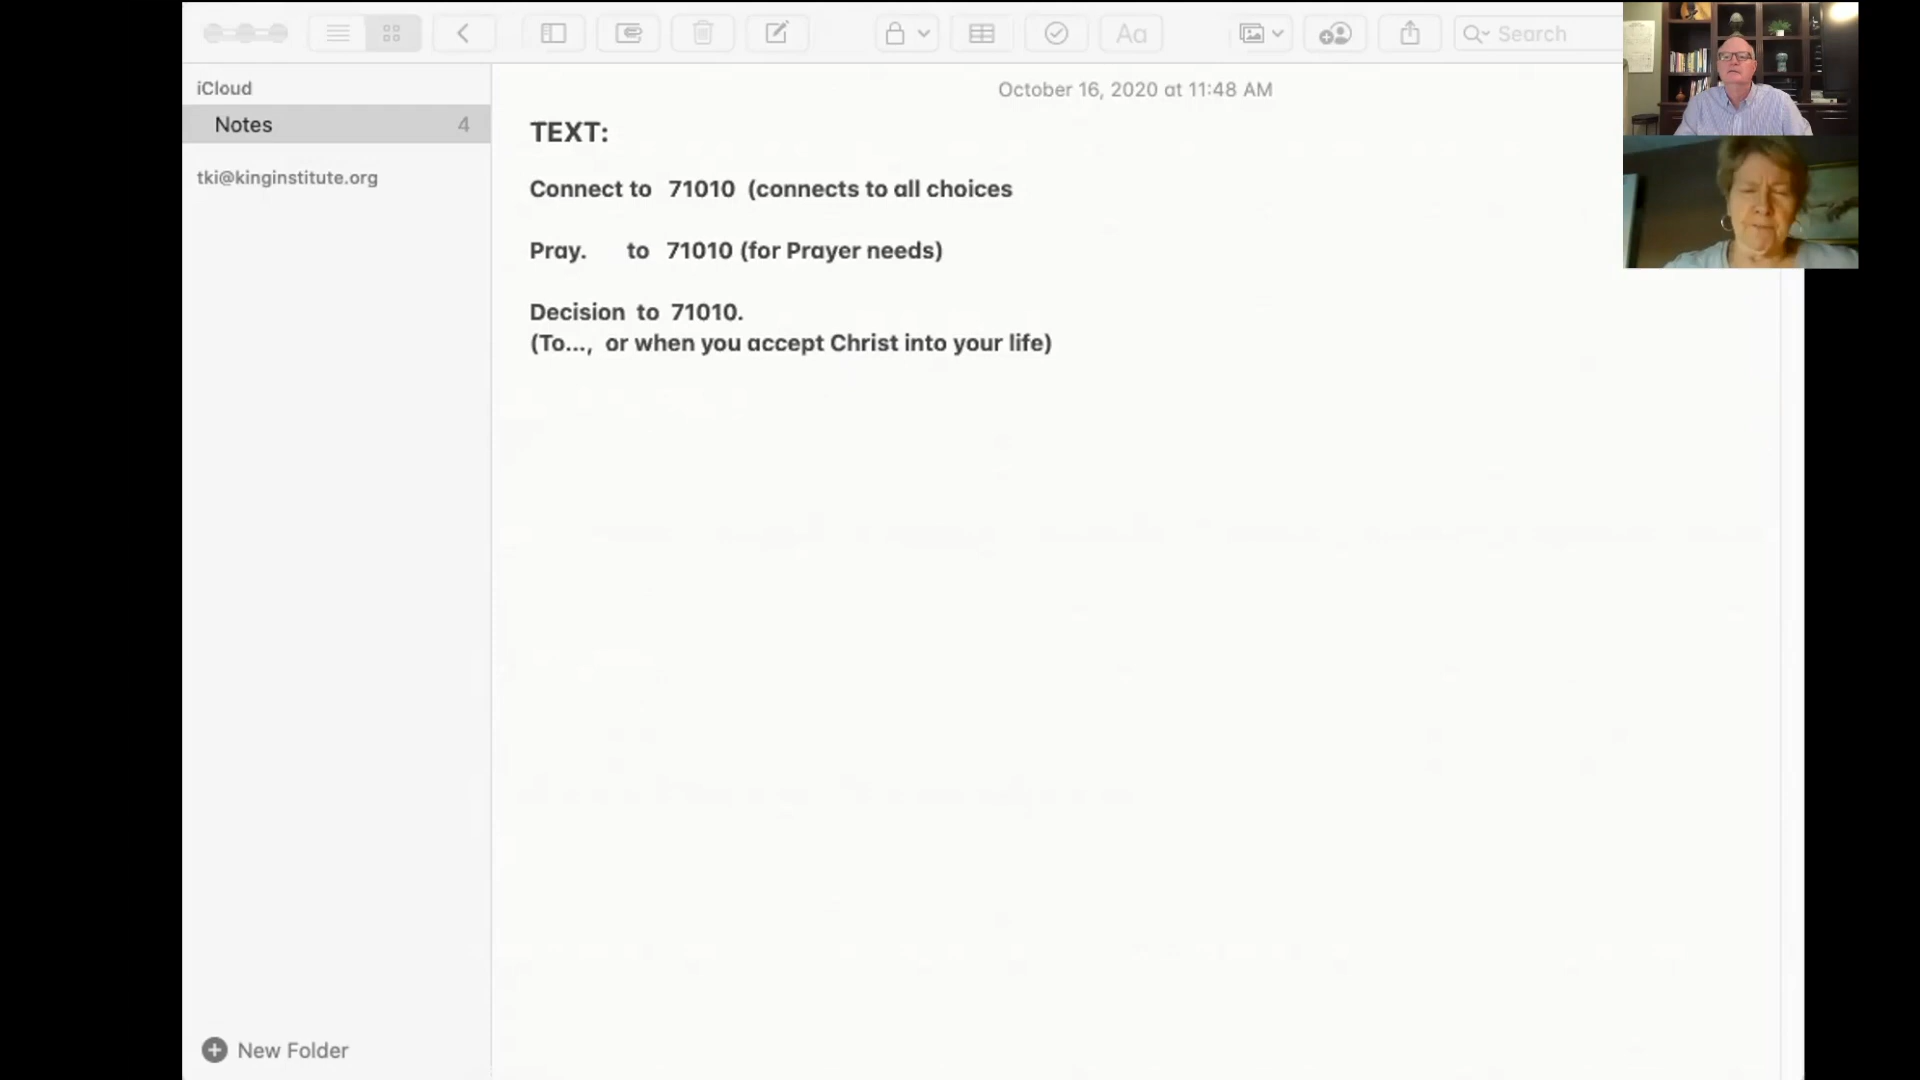 Aa
Search
iCloud
Notes 4
tki@kinginstitute.org
New Folder
October 16, 2020 at 11:48 AM
TEXT:
Connect to 71010 (connects to all choices
Pray. to 71010 (for Prayer needs)
Decision to 71010.
(To..., or when you accept Christ into your life)